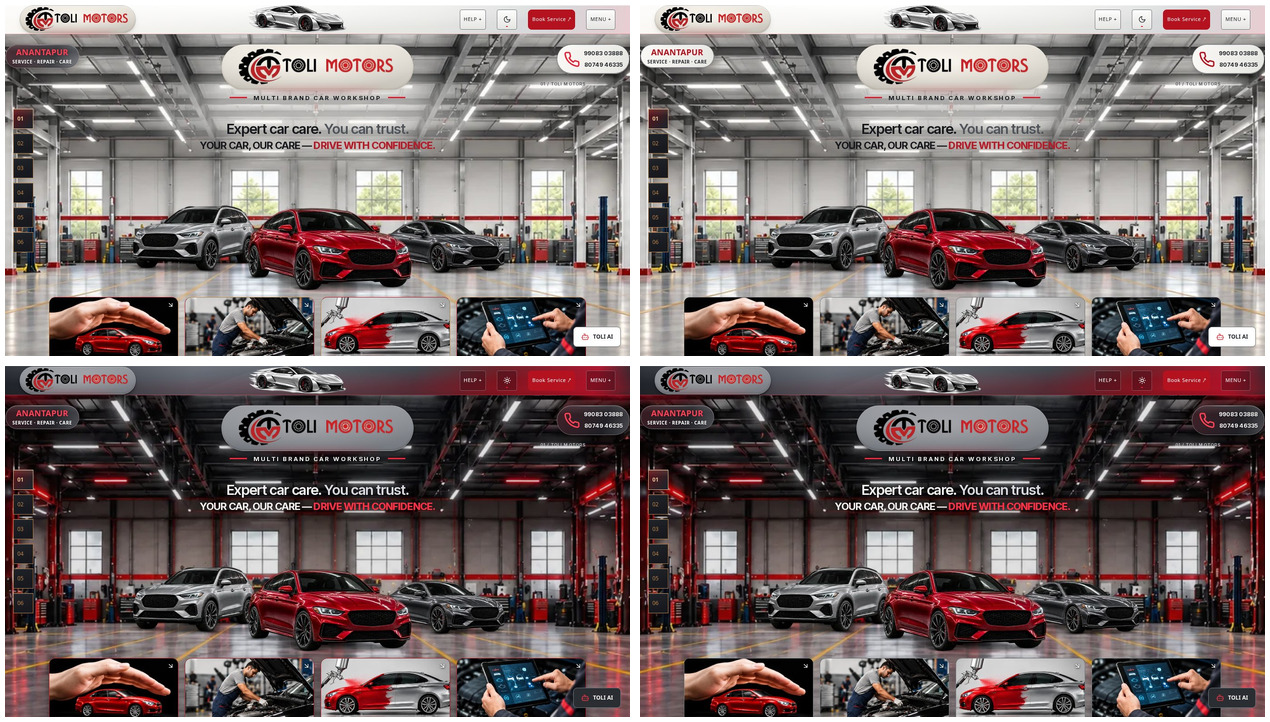 TOLI MOTORS
HELP +
Book Service ↗
MENU +
ANANTAPUR
SERVICE · REPAIR · CARE
TOLI MOTORS
99083 03888
80749 46335
01 / TOLI MOTORS
MULTI BRAND CAR WORKSHOP
Expert car care. You can trust.
YOUR CAR, OUR CARE — DRIVE WITH CONFIDENCE.
01
02
03
04
05
06
TOLI AI
TOLI MOTORS
HELP +
Book Service ↗
MENU +
ANANTAPUR
SERVICE · REPAIR · CARE
TOLI MOTORS
99083 03888
80749 46335
01 / TOLI MOTORS
MULTI BRAND CAR WORKSHOP
Expert car care. You can trust.
YOUR CAR, OUR CARE — DRIVE WITH CONFIDENCE.
01
02
03
04
05
06
TOLI AI
TOLI MOTORS
HELP +
Book Service ↗
MENU +
ANANTAPUR
SERVICE · REPAIR · CARE
TOLI MOTORS
99083 03888
80749 46335
01 / TOLI MOTORS
MULTI BRAND CAR WORKSHOP
Expert car care. You can trust.
YOUR CAR, OUR CARE — DRIVE WITH CONFIDENCE.
01
02
03
04
05
06
TOLI AI
TOLI MOTORS
HELP +
Book Service ↗
MENU +
ANANTAPUR
SERVICE · REPAIR · CARE
TOLI MOTORS
99083 03888
80749 46335
01 / TOLI MOTORS
MULTI BRAND CAR WORKSHOP
Expert car care. You can trust.
YOUR CAR, OUR CARE — DRIVE WITH CONFIDENCE.
01
02
03
04
05
06
TOLI AI